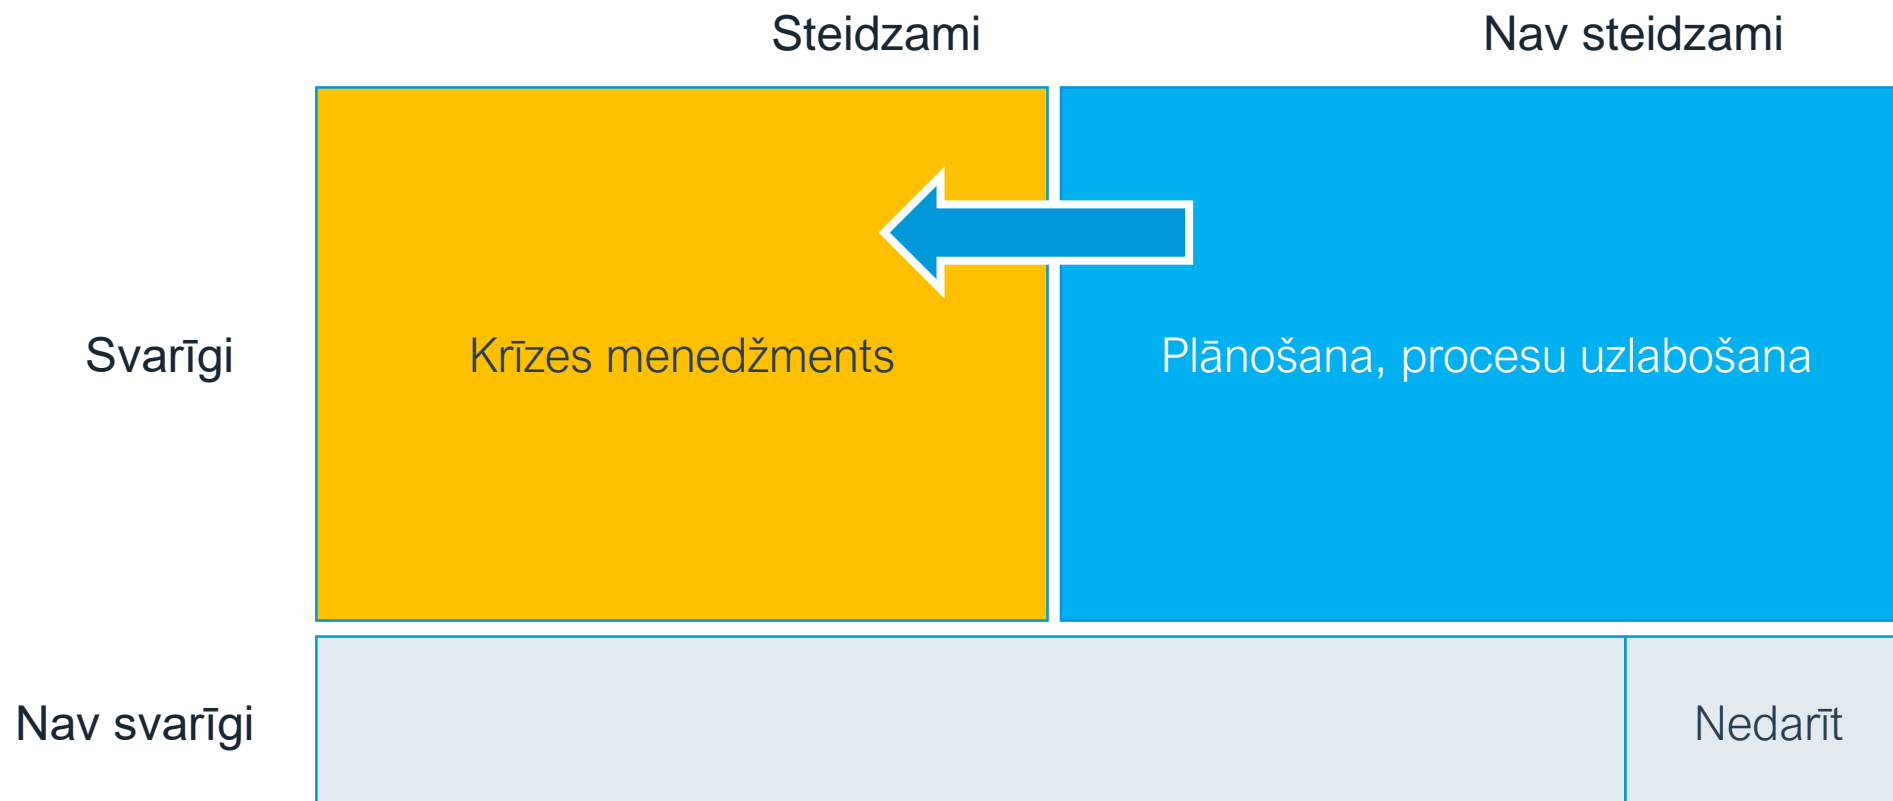 Steidzami
Nav steidzami
Svarīgi
Krīzes menedžments
Plānošana, procesu uzlabošana
Nav svarīgi
Nedarīt